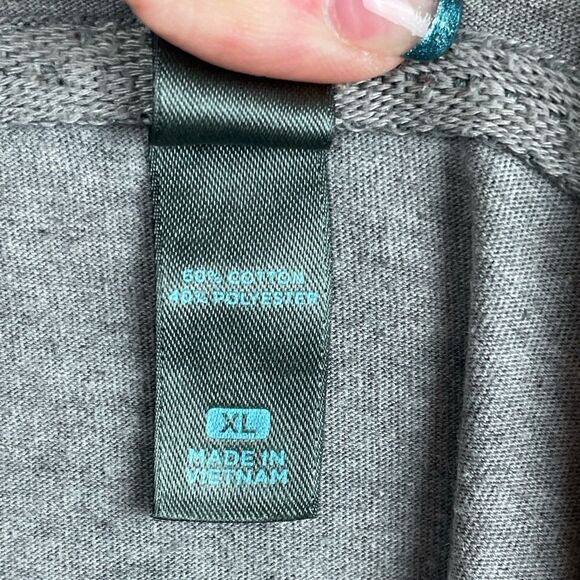 60% COTTON
40% POLYESTER
XL
MADE IN
VIETNAM